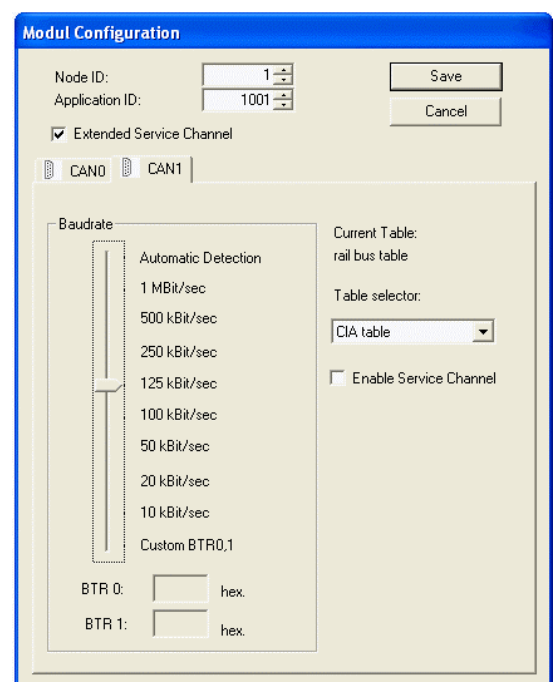 Modul Configuration
Node ID: 1
Application ID: 1001
Save
Cancel
Extended Service Channel
CAN0 CAN1
Baudrate
Automatic Detection
1 MBit/sec
500 kBit/sec
250 kBit/sec
125 kBit/sec
100 kBit/sec
50 kBit/sec
20 kBit/sec
10 kBit/sec
Custom BTR0,1
BTR 0: hex.
BTR 1: hex.
Current Table:
rail bus table
Table selector:
CIA table
Enable Service Channel